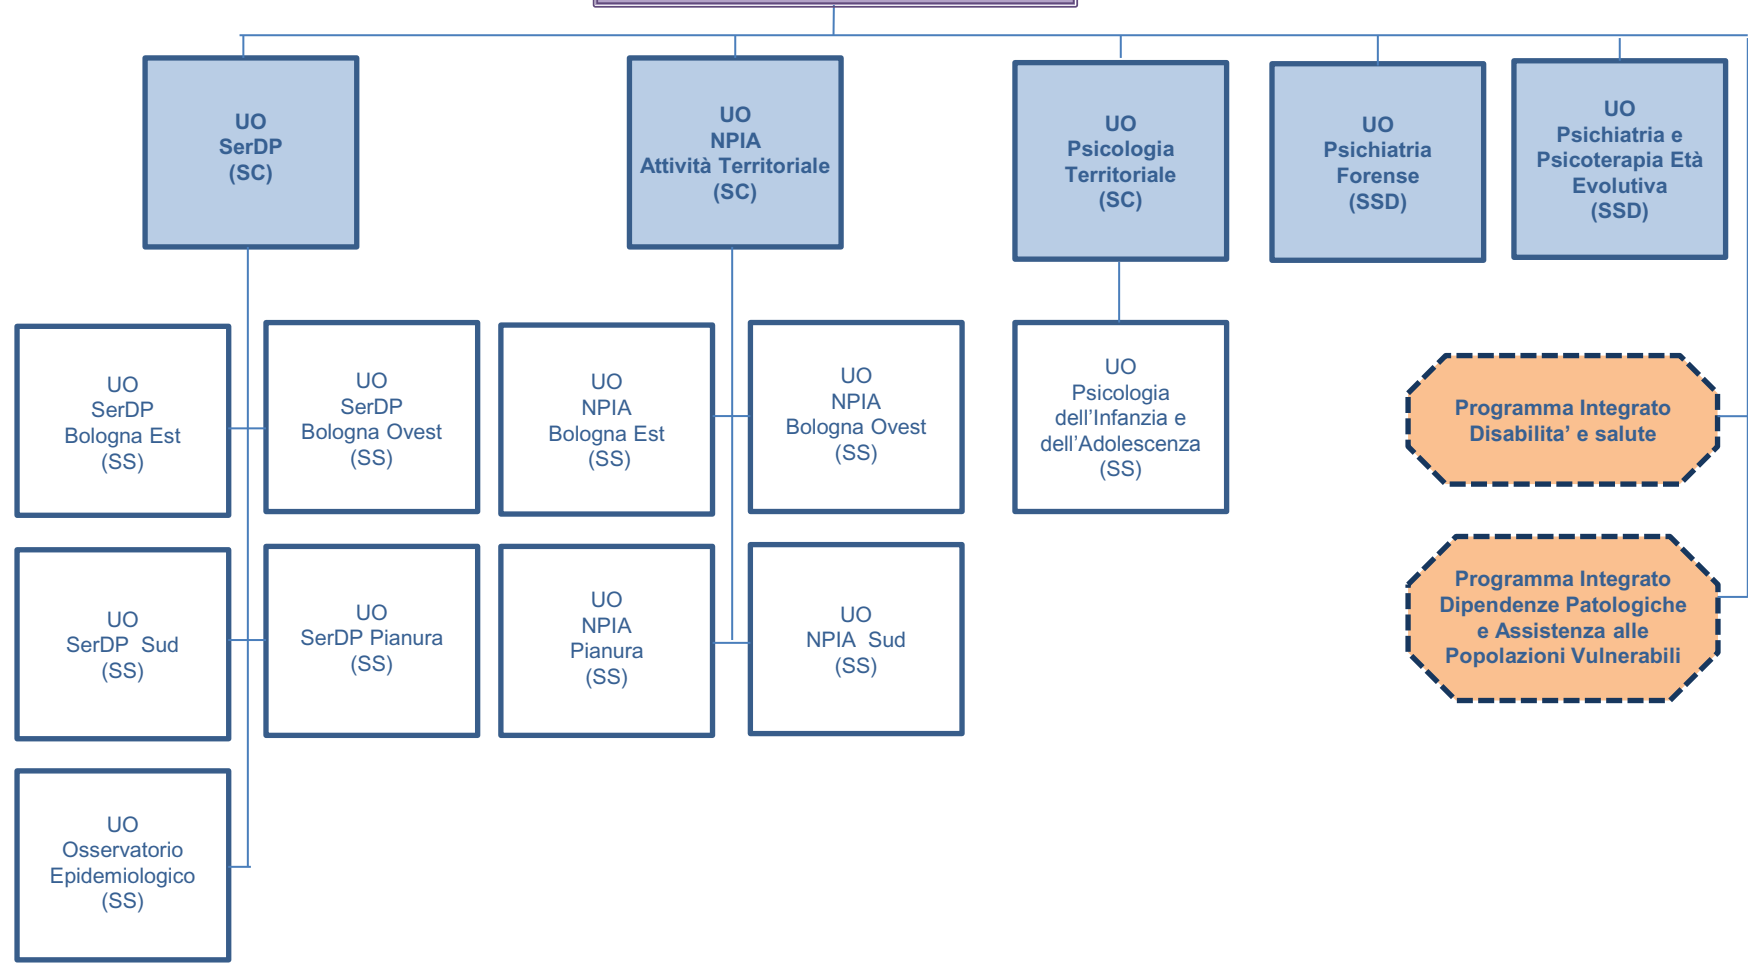 UO
SerDP
(SC)
UO
NPIA
Attività Territoriale
(SC)
UO
Psicologia
Territoriale
(SC)
UO
Psichiatria
Forense
(SSD)
UO
Psichiatria e
Psicoterapia Età
Evolutiva
(SSD)
UO
SerDP
Bologna Est
(SS)
UO
SerDP
Bologna Ovest
(SS)
UO
NPIA
Bologna Est
(SS)
UO
NPIA
Bologna Ovest
(SS)
UO
Psicologia
dell’Infanzia e
dell’Adolescenza
(SS)
Programma Integrato
Disabilita’ e salute
UO
SerDP Sud
(SS)
UO
SerDP Pianura
(SS)
UO
NPIA
Pianura
(SS)
UO
NPIA Sud
(SS)
Programma Integrato
Dipendenze Patologiche
e Assistenza alle
Popolazioni Vulnerabili
UO
Osservatorio
Epidemiologico
(SS)